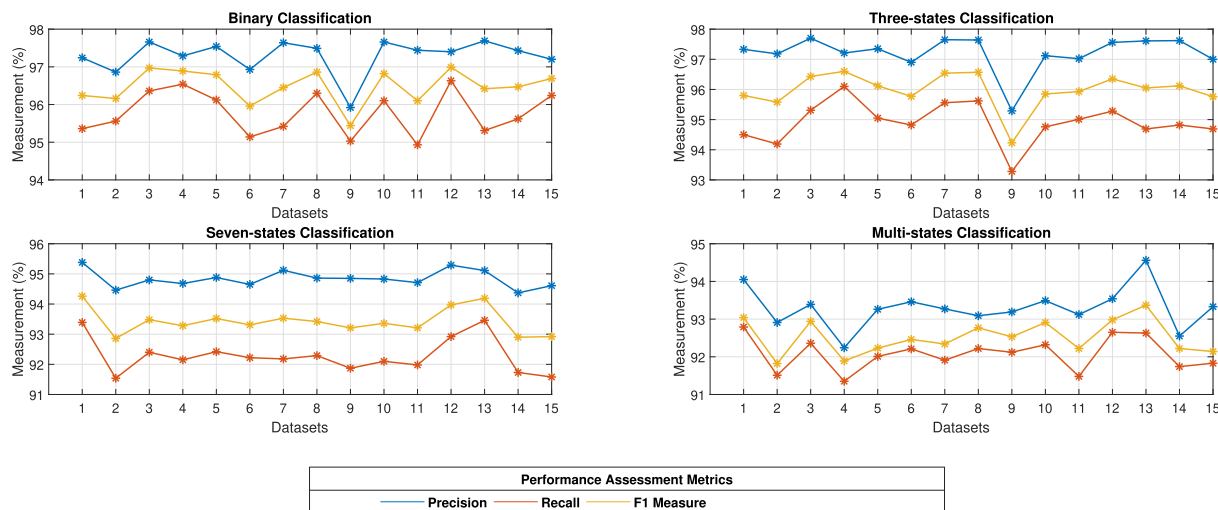 Binary Classification
Measurement (%)
98
97
96
95
94
1 2 3 4 5 6 7 8 9 10 11 12 13 14 15
Datasets
Three-states Classification
Measurement (%)
98
97
96
95
94
93
1 2 3 4 5 6 7 8 9 10 11 12 13 14 15
Datasets
Seven-states Classification
Measurement (%)
96
95
94
93
92
91
1 2 3 4 5 6 7 8 9 10 11 12 13 14 15
Datasets
Multi-states Classification
Measurement (%)
95
94
93
92
91
1 2 3 4 5 6 7 8 9 10 11 12 13 14 15
Datasets
Performance Assessment Metrics
Precision Recall F1 Measure